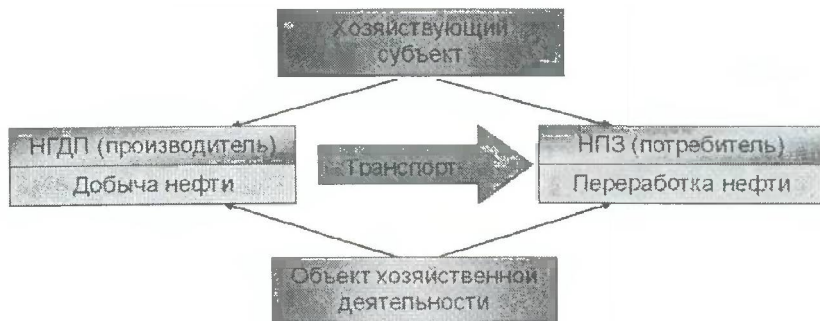 Хозяйствующий
субъект
НГДП (производитель)
Добыча нефти
Транспорт
НПЗ (потребитель)
Переработка нефти
Объект хозяйственной
деятельности